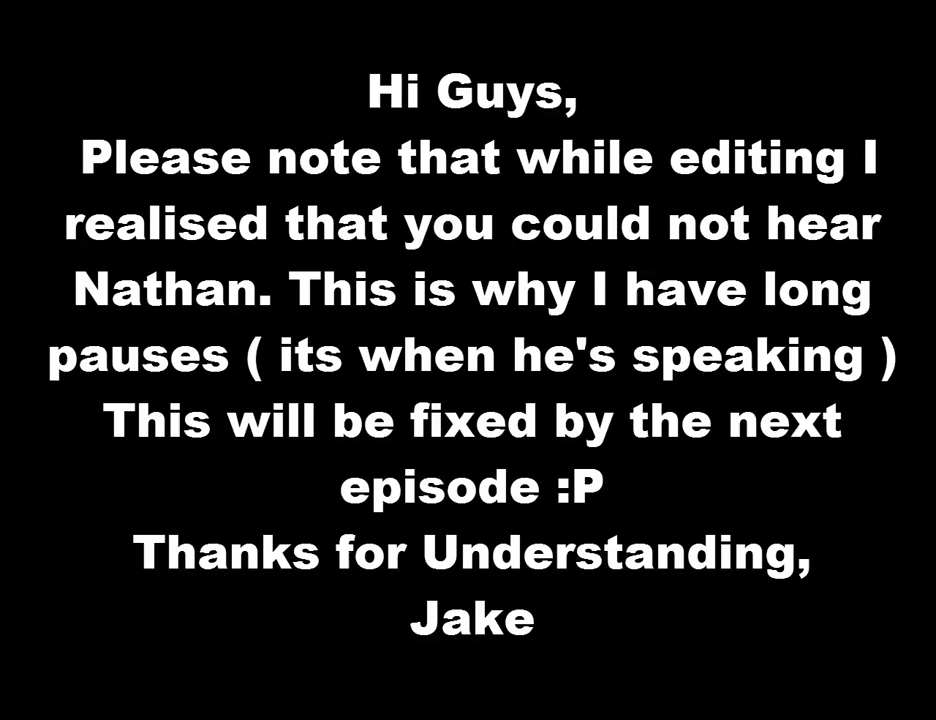 Hi Guys,
Please note that while editing I
realised that you could not hear
Nathan. This is why I have long
pauses ( its when he's speaking )
This will be fixed by the next
episode :P
Thanks for Understanding,
Jake